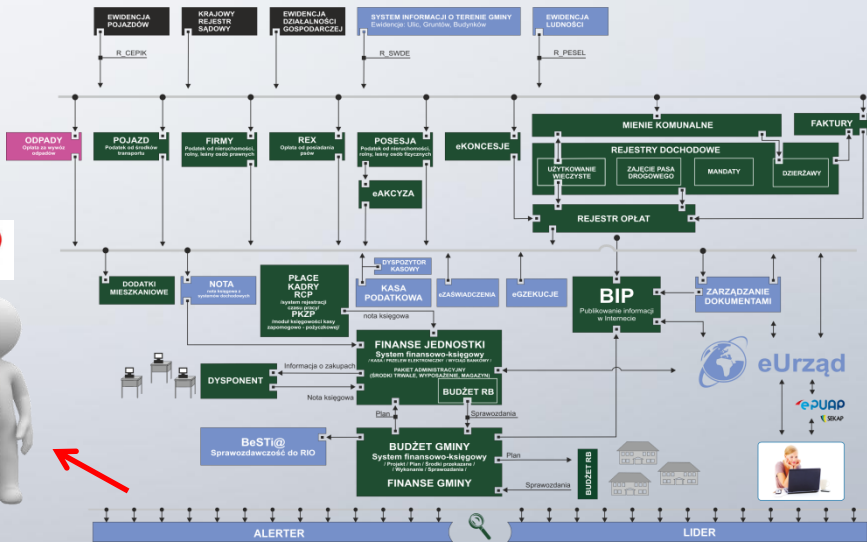 EWIDENCJA
POJAZDÓW
KRAJOWY
REJESTR
SĄDOWY
EWIDENCJA
DZIAŁALNOŚCI
GOSPODARCZEJ
SYSTEM INFORMACJI O TERENIE GMINY
Ewidencje: Ulic, Gruntów, Budynków
EWIDENCJA
LUDNOŚCI
R_CEPIK
R_SWDE
R_PESEL
ODPADY
Opłata za wywóz
odpadów
POJAZD
Podatek od środków
transportu
FIRMY
Podatek od nieruchomości,
rolny, leśny osób prawnych
REX
Opłata od posiadania
psów
POSESJA
Podatek od nieruchomości,
rolny, leśny osób fizycznych
eAKCYZA
eKONCESJE
MIENIE KOMUNALNE
FAKTURY
REJESTRY DOCHODOWE
UŻYTKOWANIE
WIECZYSTE
ZAJĘCIE PASA
DROGOWEGO
MANDATY
DZIERŻAWY
REJESTR OPŁAT
DODATKI
MIESZKANIOWE
NOTA
nota księgowa z
systemów dochodowych
PŁACE
KADRY
RCP
/system rejestracji
czasu pracy/
PKZP
/moduł księgowości kasy
zapomogowo - pożyczkowej/
DYSPOZYTOR
KASOWY
KASA
PODATKOWA
eZAŚWIADCZENIA
eGZEKUCJE
BIP
Publikowanie informacji
w Internecie
ZARZĄDZANIE
DOKUMENTAMI
nota księgowa
FINANSE JEDNOSTKI
System finansowo-księgowy
/ KASA / PRZELEW ELEKTRONICZNY / WYCIĄG BANKOWY /
PAKIET ADMINISTRACYJNY
(ŚRODKI TRWAŁE, WYPOSAŻENIE, MAGAZYN)
BUDŻET RB
Informacja o zakupach
DYSPONENT
Nota księgowa
eUrząd
ePUAP
SEKAP
Plan
Sprawozdania
BeSTi@
Sprawozdawczość do RIO
BUDŻET GMINY
System finansowo-księgowy
/ Projekt / Plan / Środki przekazane /
/ Wykonanie / Sprawozdania /
FINANSE GMINY
Plan
Sprawozdania
BUDŻET RB
ALERTER
LIDER